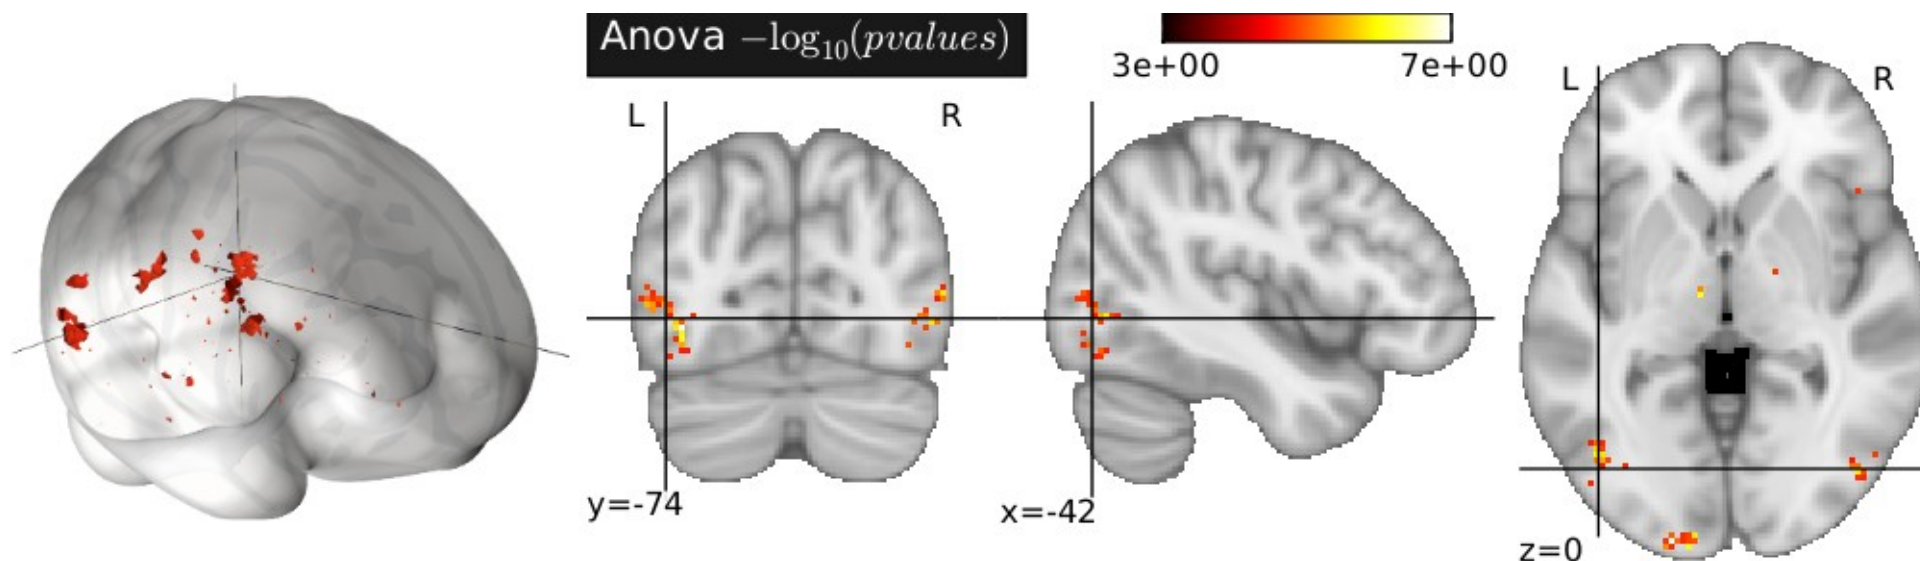 Anova −log₁₀(pvalues)
3e+00 7e+00
L R
L R
y=-74
x=-42
z=0